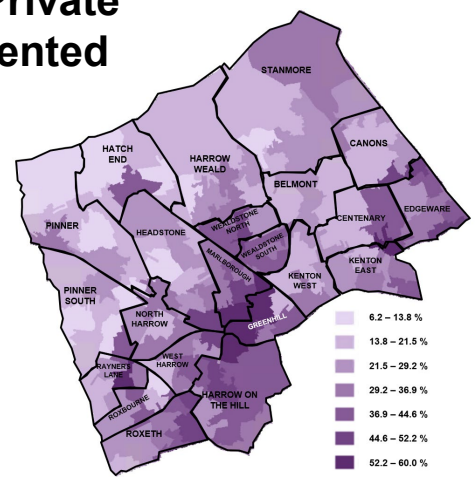 Private
ented
STANMORE
HATCH
END
HARROW
WEALD
CANONS
BELMONT
PINNER
HEADSTONE
WEALDSTONE
NORTH
WEALDSTONE
SOUTH
CENTENARY
EDGEWARE
MARLBOROUGH
KENTON
WEST
KENTON
EAST
PINNER
SOUTH
NORTH
HARROW
GREENHILL
RAYNERS
LANE
WEST
HARROW
ROXBOURNE
HARROW ON
THE HILL
ROXETH
6.2 – 13.8 %
13.8 – 21.5 %
21.5 – 29.2 %
29.2 – 36.9 %
36.9 – 44.6 %
44.6 – 52.2 %
52.2 – 60.0 %